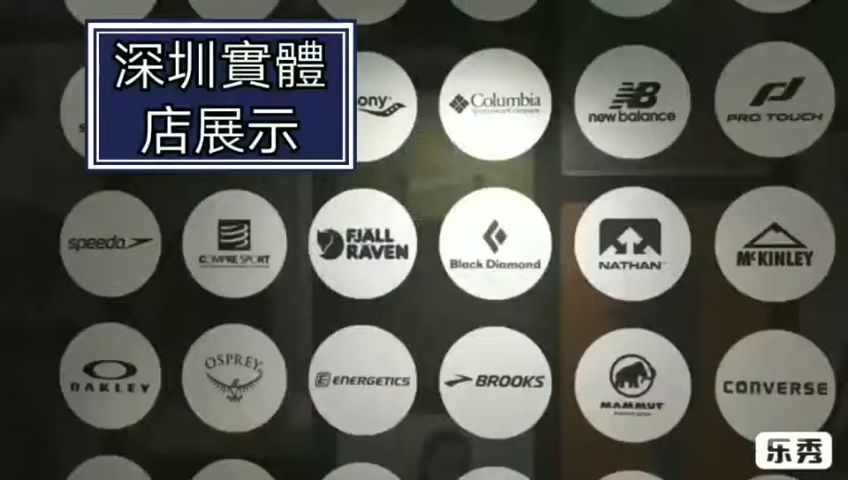 深圳實體
店展示
Columbia
new balance
PRO TOUCH
speedo
COMPRESSPORT
FJÄLL
RÄVEN
Black Diamond
NATHAN
McKINLEY
OAKLEY
OSPREY
ENERGETICS
BROOKS
MAMMUT
CONVERSE
乐秀